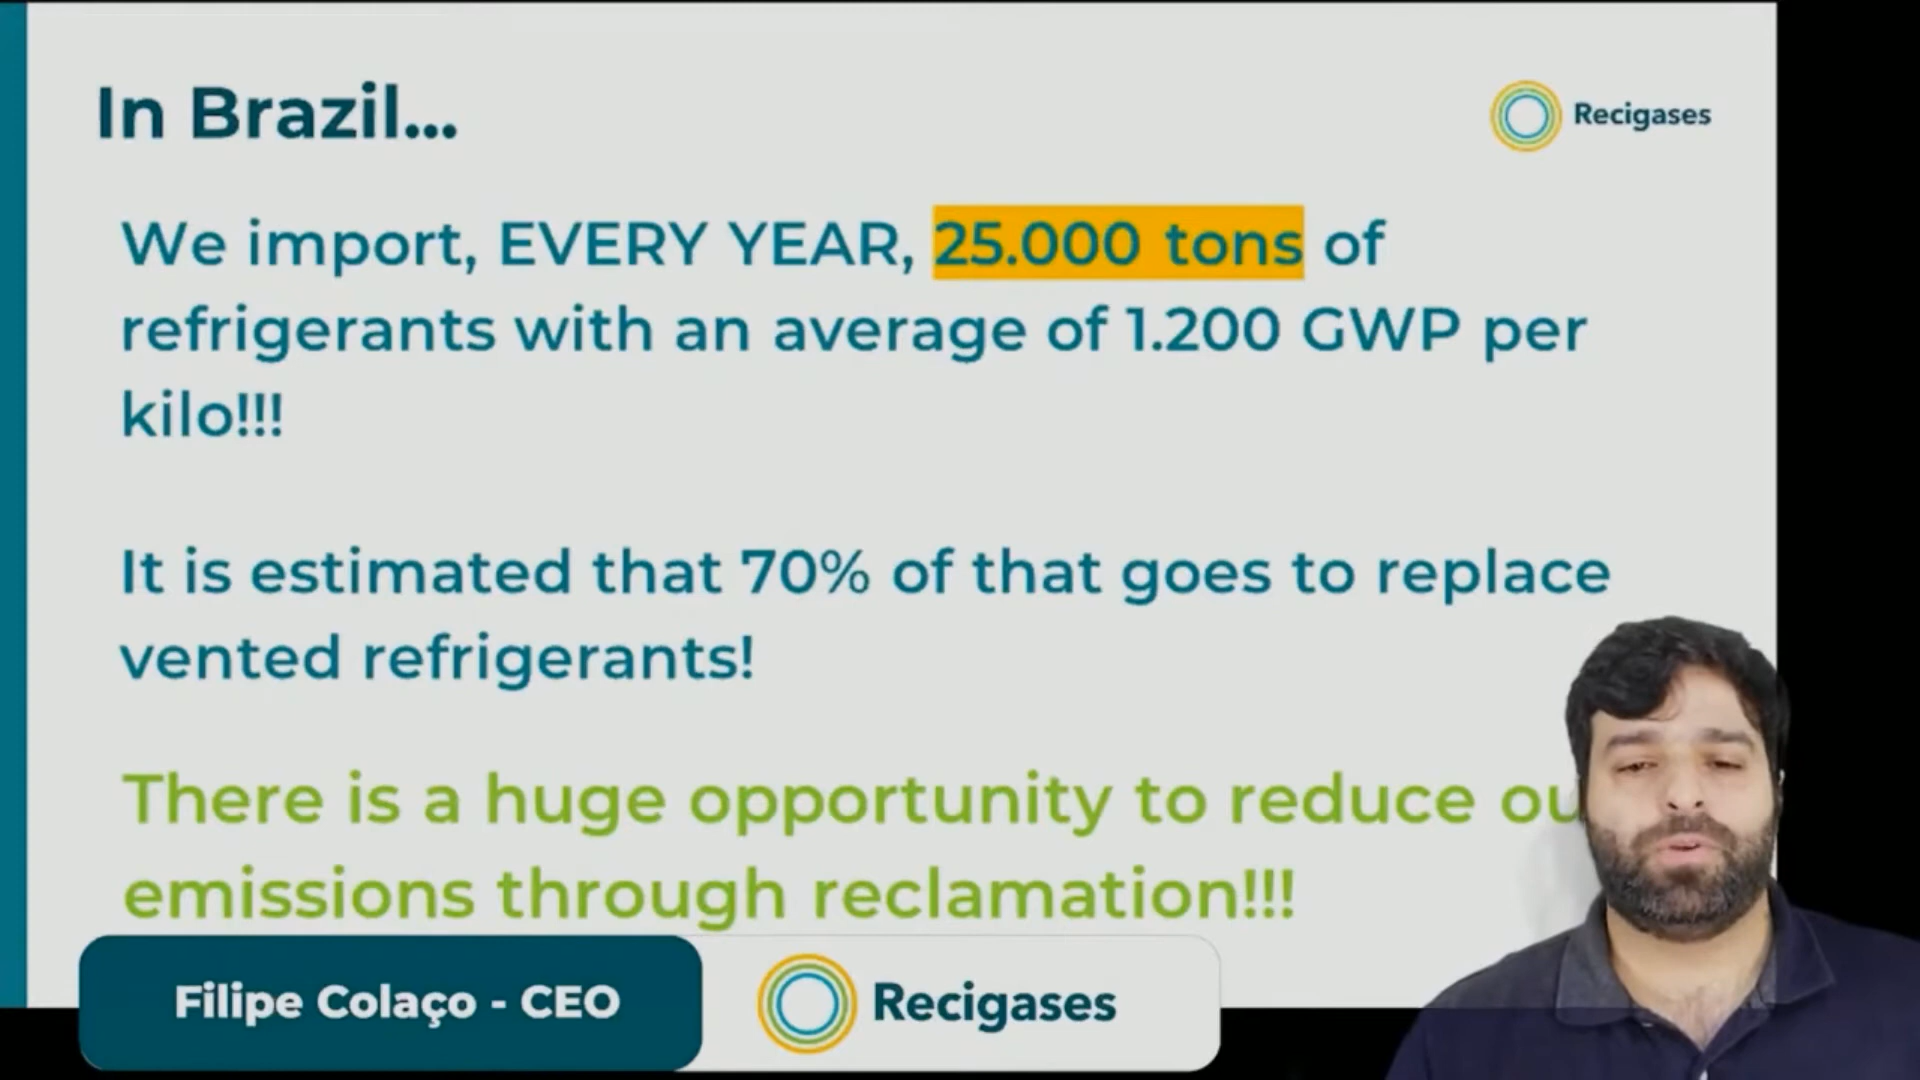 In Brazil...
Recigases
We import, EVERY YEAR, 25.000 tons of
refrigerants with an average of 1.200 GWP per
kilo!!!
It is estimated that 70% of that goes to replace
vented refrigerants!
There is a huge opportunity to reduce
emissions through reclamation!!!
Filipe Colaço - CEO
Recigases